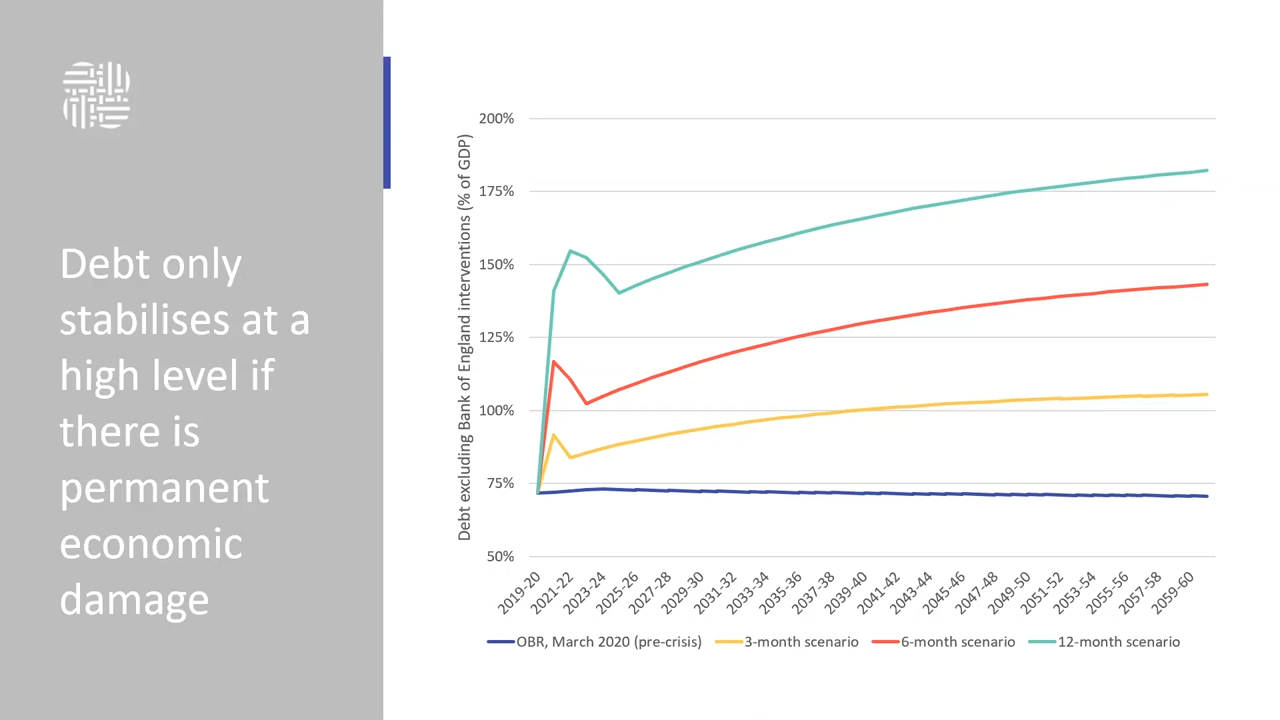 Debt only
stabilises at a
high level if
there is
permanent
economic
damage
Debt excluding Bank of England interventions (% of GDP)
200%
175%
150%
125%
100%
75%
50%
2019-20
2021-22
2023-24
2025-26
2027-28
2029-30
2031-32
2033-34
2035-36
2037-38
2039-40
2041-42
2043-44
2045-46
2047-48
2049-50
2051-52
2053-54
2055-56
2057-58
2059-60
OBR, March 2020 (pre-crisis)
3-month scenario
6-month scenario
12-month scenario